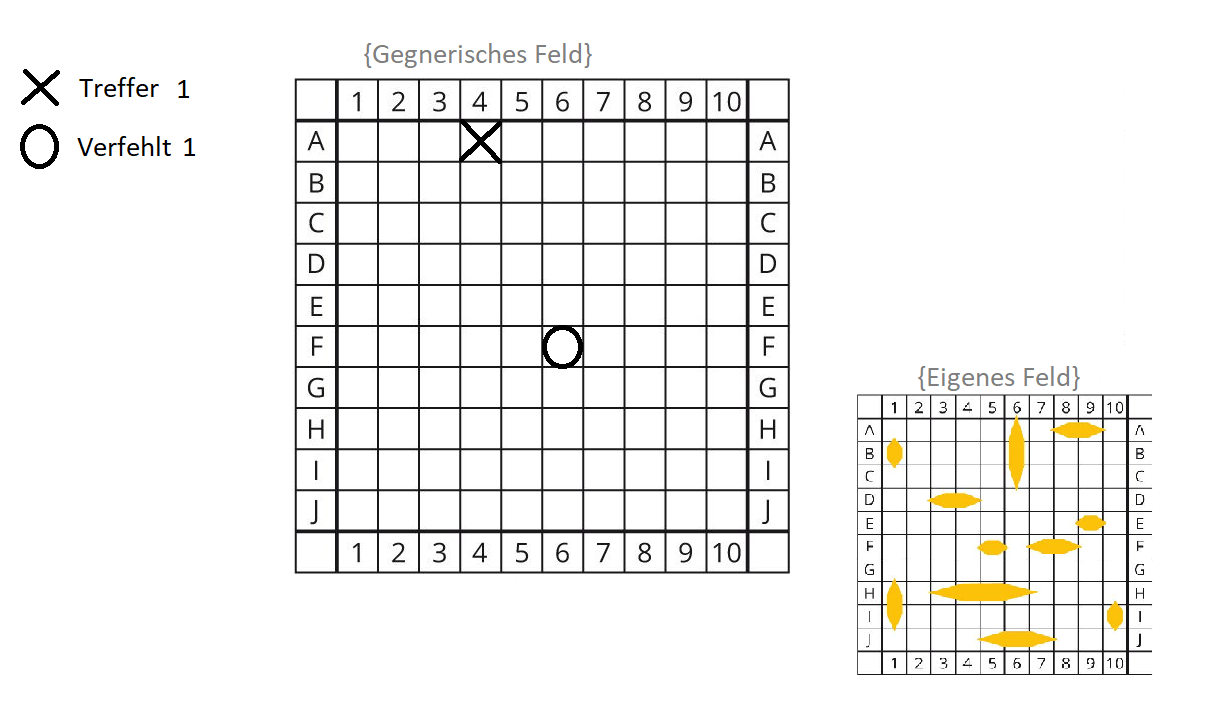 {Gegnerisches Feld}
Treffer 1
Verfehlt 1
1 2 3 4 5 6 7 8 9 10
A A
B B
C C
D D
E E
F F
G G
H H
I I
J J
1 2 3 4 5 6 7 8 9 10
{Eigenes Feld}
1 2 3 4 5 6 7 8 9 10
A A
B B
C C
D D
E E
F F
G G
H H
I I
J J
1 2 3 4 5 6 7 8 9 10